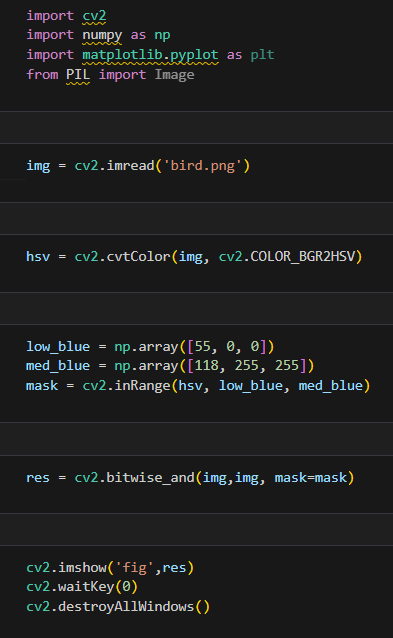 import cv2
import numpy as np
import matplotlib.pyplot as plt
from PIL import Image
img = cv2.imread('bird.png')
hsv = cv2.cvtColor(img, cv2.COLOR_BGR2HSV)
low_blue = np.array([55, 0, 0])
med_blue = np.array([118, 255, 255])
mask = cv2.inRange(hsv, low_blue, med_blue)
res = cv2.bitwise_and(img,img, mask=mask)
cv2.imshow('fig',res)
cv2.waitKey(0)
cv2.destroyAllWindows()